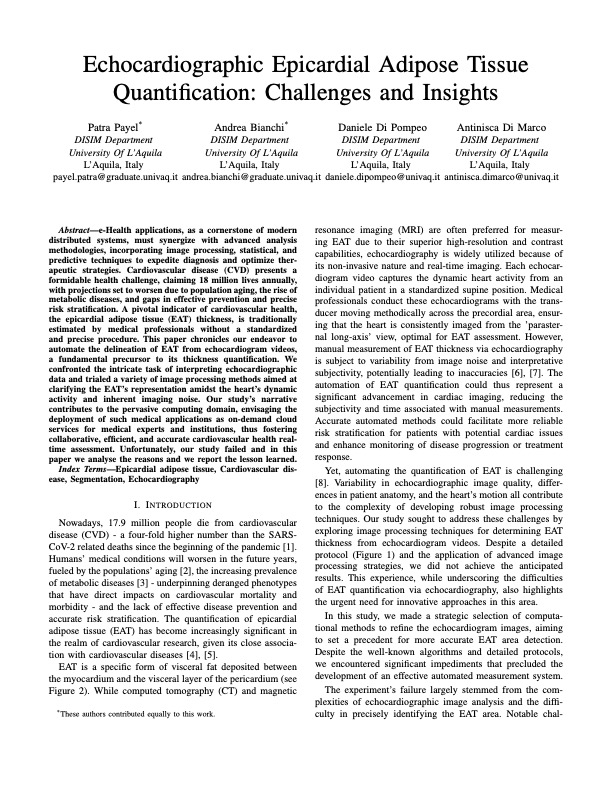 Echocardiographic Epicardial Adipose Tissue
Quantification: Challenges and Insights
Patra Payel*
DISIM Department
University Of L'Aquila
L'Aquila, Italy
payel.patra@graduate.univaq.it
Andrea Bianchi*
DISIM Department
University Of L'Aquila
L'Aquila, Italy
andrea.bianchi@graduate.univaq.it
Daniele Di Pompeo
DISIM Department
University Of L'Aquila
L'Aquila, Italy
daniele.dipompeo@univaq.it
Antinisca Di Marco
DISIM Department
University Of L'Aquila
L'Aquila, Italy
antinisca.dimarco@univaq.it
Abstract—e-Health applications, as a cornerstone of modern
distributed systems, must synergize with advanced analysis
methodologies, incorporating image processing, statistical, and
predictive techniques to expedite diagnosis and optimize ther-
apeutic strategies. Cardiovascular disease (CVD) presents a
formidable health challenge, claiming 18 million lives annually,
with projections set to worsen due to population aging, the rise of
metabolic diseases, and gaps in effective prevention and precise
risk stratification. A pivotal indicator of cardiovascular health,
the epicardial adipose tissue (EAT) thickness, is traditionally
estimated by medical professionals without a standardized
and precise procedure. This paper chronicles our endeavor to
automate the delineation of EAT from echocardiogram videos,
a fundamental precursor to its thickness quantification. We
confronted the intricate task of interpreting echocardiographic
data and trialed a variety of image processing methods aimed at
clarifying the EAT's representation amidst the heart's dynamic
activity and inherent imaging noise. Our study's narrative
contributes to the pervasive computing domain, envisaging the
deployment of such medical applications as on-demand cloud
services for medical experts and institutions, thus fostering
collaborative, efficient, and accurate cardiovascular health real-
time assessment. Unfortunately, our study failed and in this
paper we analyse the reasons and we report the lesson learned.
Index Terms—Epicardial adipose tissue, Cardiovascular dis-
ease, Segmentation, Echocardiography
I. Introduction
Nowadays, 17.9 million people die from cardiovascular
disease (CVD) - a four-fold higher number than the SARS-
CoV-2 related deaths since the beginning of the pandemic [1].
Humans' medical conditions will worsen in the future years,
fueled by the populations' aging [2], the increasing prevalence
of metabolic diseases [3] - underpinning deranged phenotypes
that have direct impacts on cardiovascular mortality and
morbidity - and the lack of effective disease prevention and
accurate risk stratification. The quantification of epicardial
adipose tissue (EAT) has become increasingly significant in
the realm of cardiovascular research, given its close associa-
tion with cardiovascular diseases [4], [5].
EAT is a specific form of visceral fat deposited between
the myocardium and the visceral layer of the pericardium (see
Figure 2). While computed tomography (CT) and magnetic
*These authors contributed equally to this work.
resonance imaging (MRI) are often preferred for measur-
ing EAT due to their superior high-resolution and contrast
capabilities, echocardiography is widely utilized because of
its non-invasive nature and real-time imaging. Each echocar-
diogram video captures the dynamic heart activity from an
individual patient in a standardized supine position. Medical
professionals conduct these echocardiograms with the trans-
ducer moving methodically across the precordial area, ensur-
ing that the heart is consistently imaged from the 'paraster-
nal long-axis' view, optimal for EAT assessment. However,
manual measurement of EAT thickness via echocardiography
is subject to variability from image noise and interpretive
subjectivity, potentially leading to inaccuracies [6], [7]. The
automation of EAT quantification could thus represent a
significant advancement in cardiac imaging, reducing the
subjectivity and time associated with manual measurements.
Accurate automated methods could facilitate more reliable
risk stratification for patients with potential cardiac issues
and enhance monitoring of disease progression or treatment
response.
Yet, automating the quantification of EAT is challenging
[8]. Variability in echocardiographic image quality, differ-
ences in patient anatomy, and the heart's motion all contribute
to the complexity of developing robust image processing
techniques. Our study sought to address these challenges by
exploring image processing techniques for determining EAT
thickness from echocardiogram videos. Despite a detailed
protocol (Figure 1) and the application of advanced image
processing strategies, we did not achieve the anticipated
results. This experience, while underscoring the difficulties
of EAT quantification via echocardiography, also highlights
the urgent need for innovative approaches in this area.
In this study, we made a strategic selection of computa-
tional methods to refine the echocardiogram images, aiming
to set a precedent for more accurate EAT area detection.
Despite the well-known algorithms and detailed protocols,
we encountered significant impediments that precluded the
development of an effective automated measurement system.
The experiment's failure largely stemmed from the com-
plexities of echocardiographic image analysis and the diffi-
culty in precisely identifying the EAT area. Notable chal-